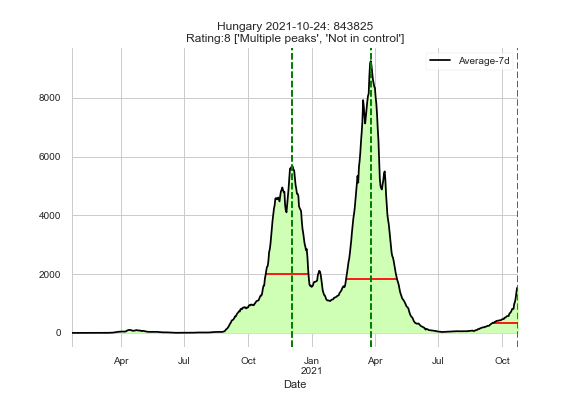 Hungary 2021-10-24: 843825
Rating:8 ['Multiple peaks', 'Not in control']
Average-7d
8000
6000
4000
2000
0
Apr
Jul
Oct
Jan
2021
Apr
Jul
Oct
Date